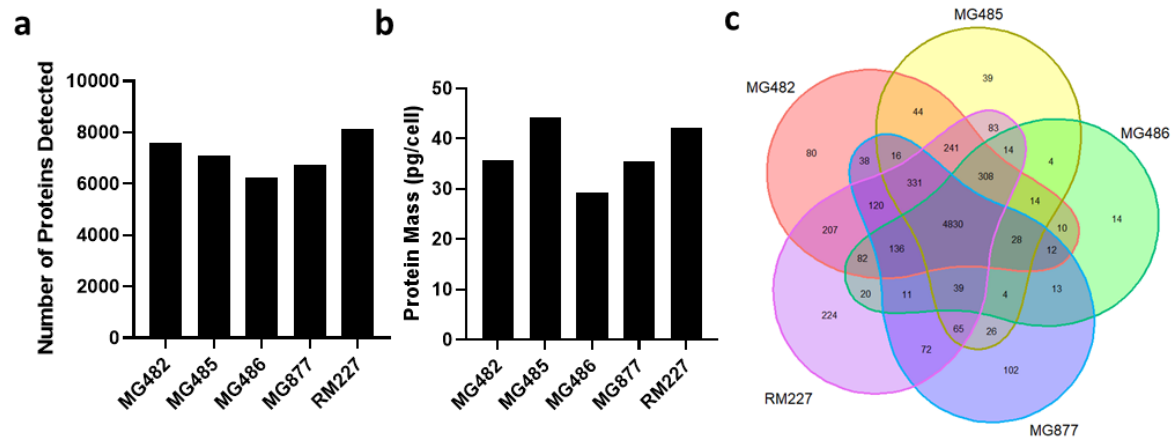 a
Number of Proteins Detected
10000
8000
6000
4000
2000
0
MG482
MG485
MG486
MG877
RM227
b
Protein Mass (pg/cell)
50
40
30
20
10
0
MG482
MG485
MG486
MG877
RM227
c
MG485
MG482
MG486
RM227
MG877
39
44
83
80
241
14
4
38
16
331
308
14
14
120
4830
10
207
136
28
12
82
20
11
39
4
13
224
65
26
72
102